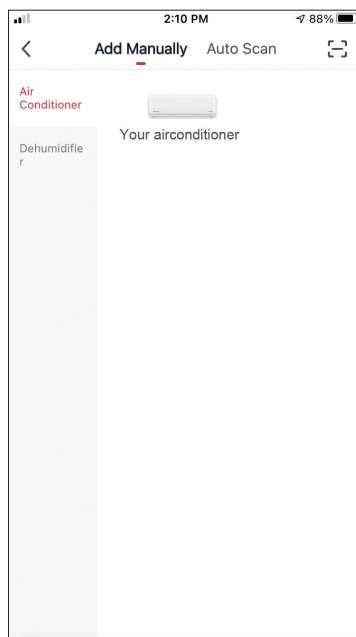 2:10 PM
88%
Add Manually Auto Scan
Air
Conditioner
Your airconditioner
Dehumidifie
r